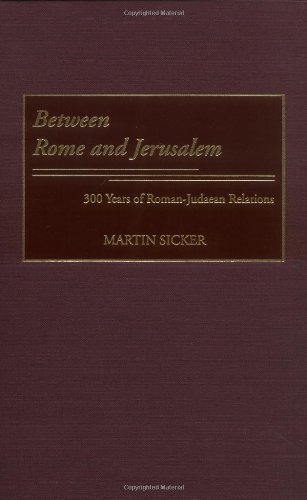 Between
Rome and Jerusalem
300 Years of Roman-Judaean Relations
MARTIN SICKER